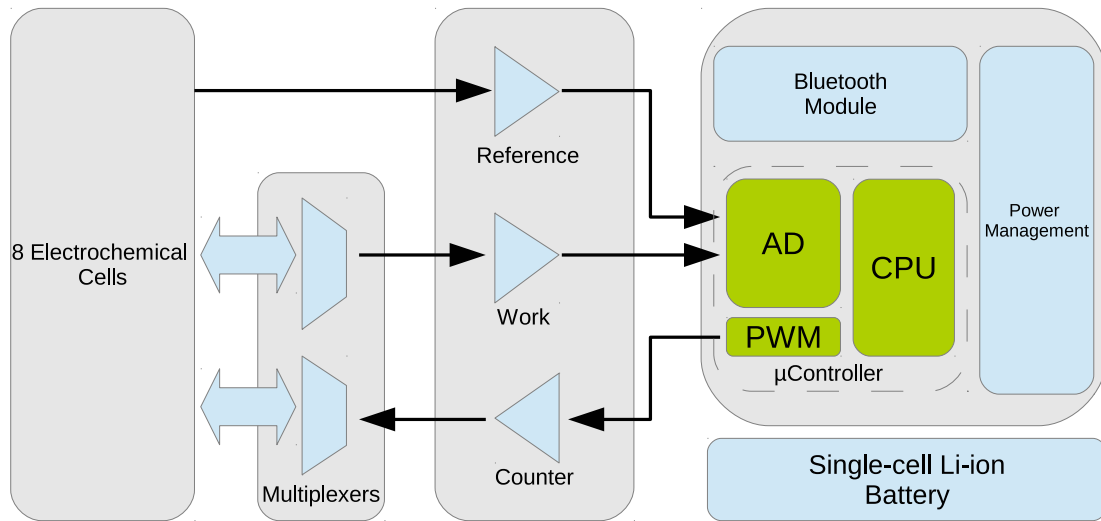 8 Electrochemical
Cells
Multiplexers
Reference
Work
Counter
Bluetooth
Module
AD
CPU
PWM
µController
Power
Management
Single-cell Li-ion
Battery